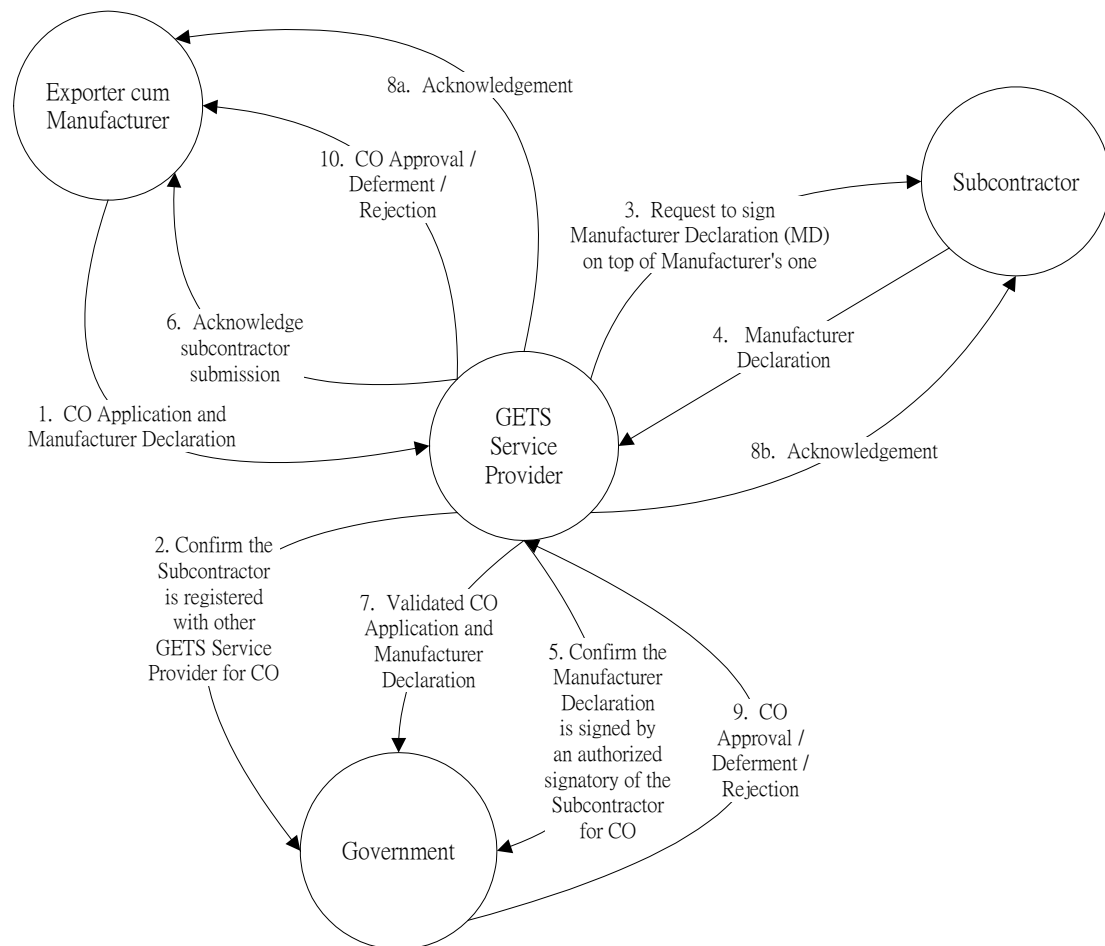 Exporter cum
Manufacturer
8a.  Acknowledgement
10.  CO Approval /
Deferment /
Rejection
Subcontractor
3.  Request to sign
Manufacturer Declaration (MD)
on top of Manufacturer's one
6.  Acknowledge
subcontractor
submission
4.   Manufacturer
Declaration
1.  CO Application and
Manufacturer Declaration
GETS
Service
Provider
8b.  Acknowledgement
2. Confirm the
Subcontractor
is registered
with other
GETS Service
Provider for CO
7.  Validated CO
Application and
Manufacturer
Declaration
5. Confirm the
Manufacturer
Declaration
is signed by
an authorized
signatory of the
Subcontractor
for CO
9.  CO
Approval /
Deferment /
Rejection
Government